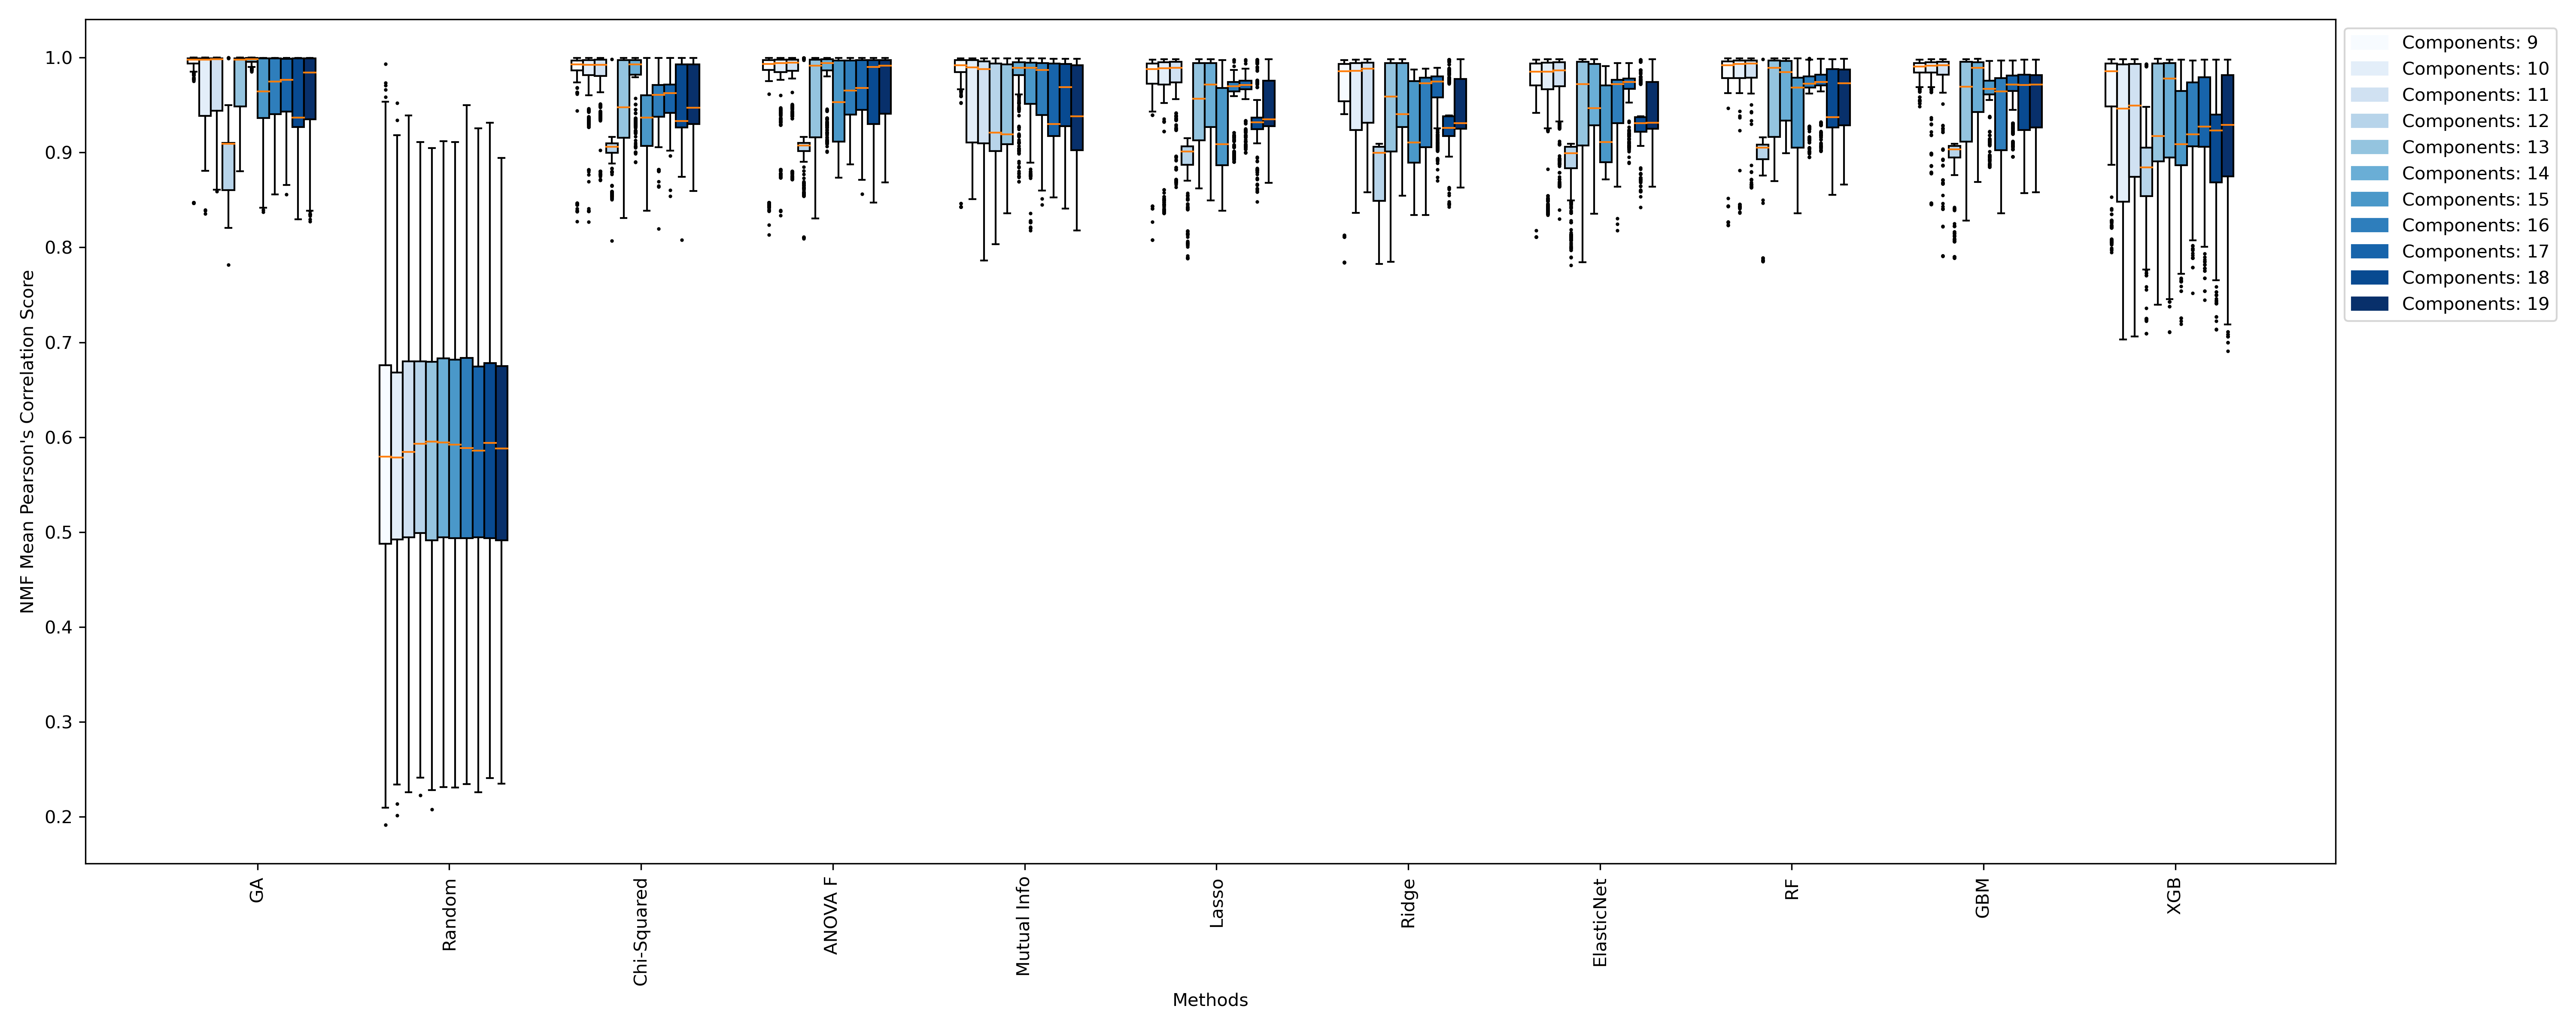 NMF Mean Pearson's Correlation Score
1.0
0.9
0.8
0.7
0.6
0.5
0.4
0.3
0.2
GA
Random
Chi-Squared
ANOVA F
Mutual Info
Lasso
Ridge
ElasticNet
RF
GBM
XGB
Methods
Components: 9
Components: 10
Components: 11
Components: 12
Components: 13
Components: 14
Components: 15
Components: 16
Components: 17
Components: 18
Components: 19